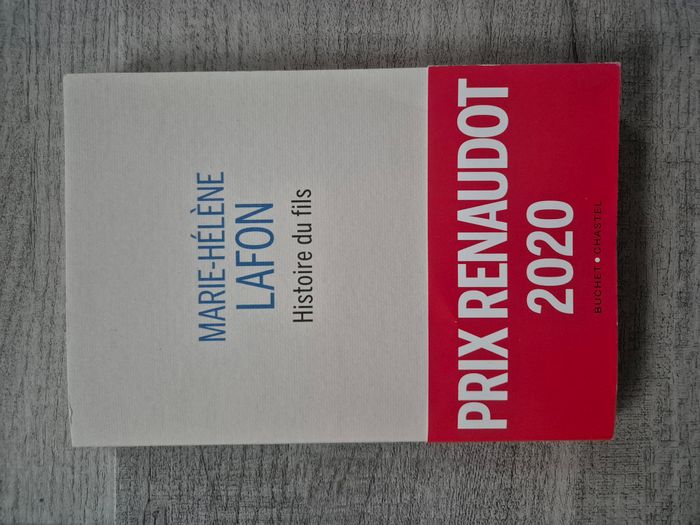 MARIE-HÉLÈNE
LAFON
Histoire du fils
PRIX RENAUDOT
2020
BUCHET • CHASTEL